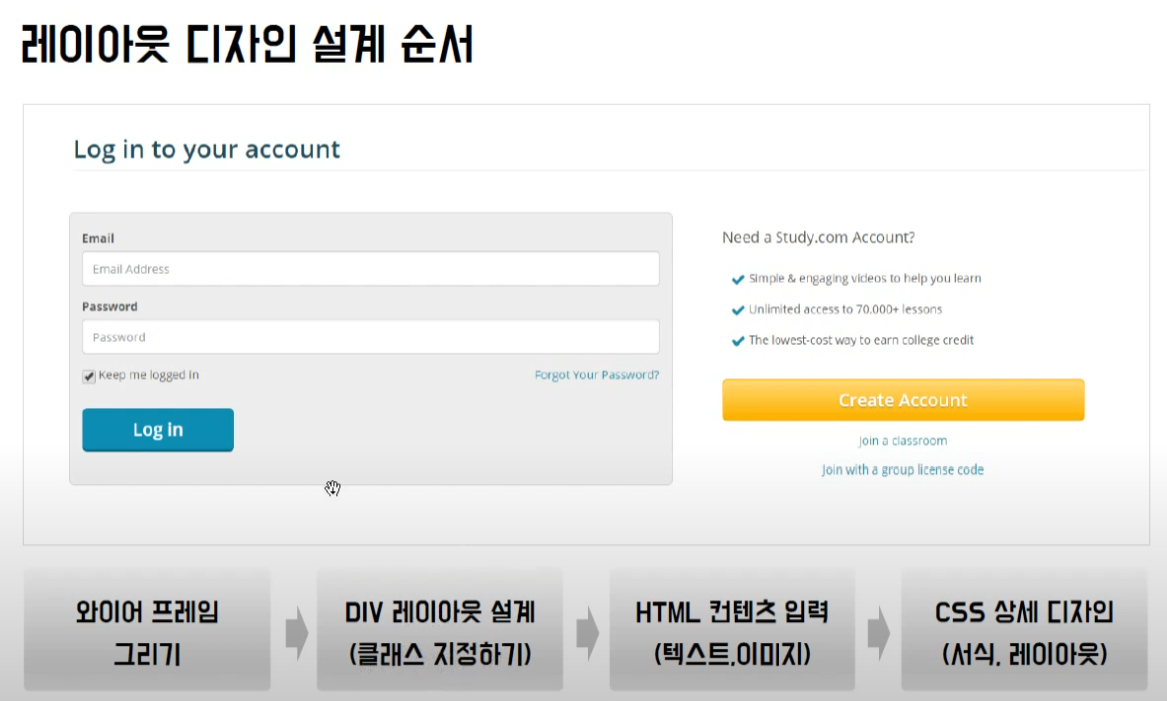 레이아웃 디자인 설계 순서
Log in to your account
Email
Email Address
Password
Password
Keep me logged in
Forgot Your Password?
Log in
Need a Study.com Account?
Simple & engaging videos to help you learn
Unlimited access to 70,000+ lessons
The lowest-cost way to earn college credit
Create Account
Join a classroom
Join with a group license code
와이어 프레임
그리기
DIV 레이아웃 설계
(클래스 지정하기)
HTML 컨텐츠 입력
(텍스트,이미지)
CSS 상세 디자인
(서식, 레이아웃)